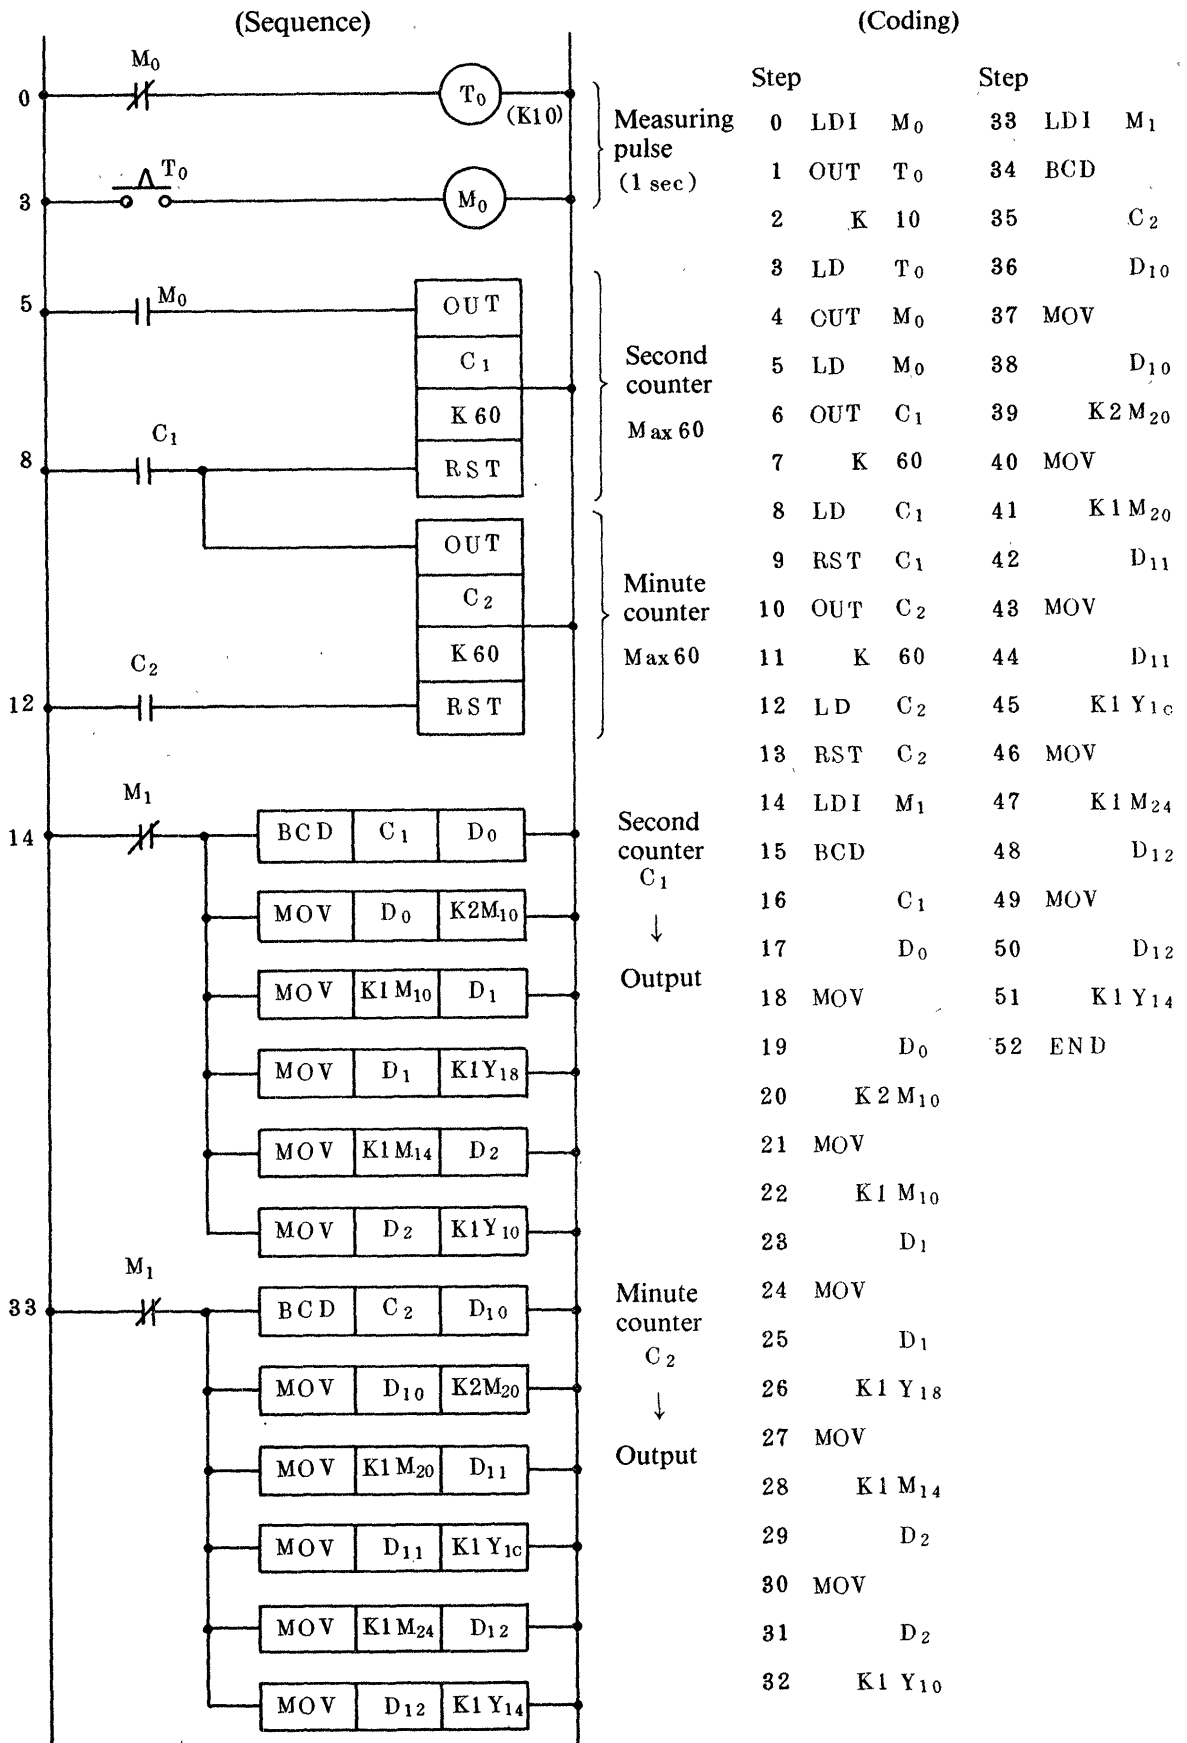 (Sequence)
M0
0
T0
(K10)
T0
3
M0
Measuring
pulse
(1 sec)
5
M0
OUT
C1
K 60
C1
8
RST
Second
counter
Max 60
OUT
C2
K 60
C2
12
RST
Minute
counter
Max 60
M1
14
BCD C1 D0
MOV D0 K2M10
MOV K1M10 D1
MOV D1 K1Y18
MOV K1M14 D2
MOV D2 K1Y10
Second
counter
C1
↓
Output
M1
33
BCD C2 D10
MOV D10 K2M20
MOV K1M20 D11
MOV D11 K1Y1C
MOV K1M24 D12
MOV D12 K1Y14
Minute
counter
C2
↓
Output
(Coding)
Step
0 LDI M0
1 OUT T0
2 K 10
3 LD T0
4 OUT M0
5 LD M0
6 OUT C1
7 K 60
8 LD C1
9 RST C1
10 OUT C2
11 K 60
12 LD C2
13 RST C2
14 LDI M1
15 BCD
16 C1
17 D0
18 MOV
19 D0
20 K2M10
21 MOV
22 K1M10
23 D1
24 MOV
25 D1
26 K1Y18
27 MOV
28 K1M14
29 D2
30 MOV
31 D2
32 K1Y10
Step
33 LDI M1
34 BCD
35 C2
36 D10
37 MOV
38 D10
39 K2M20
40 MOV
41 K1M20
42 D11
43 MOV
44 D11
45 K1Y1C
46 MOV
47 K1M24
48 D12
49 MOV
50 D12
51 K1Y14
52 END